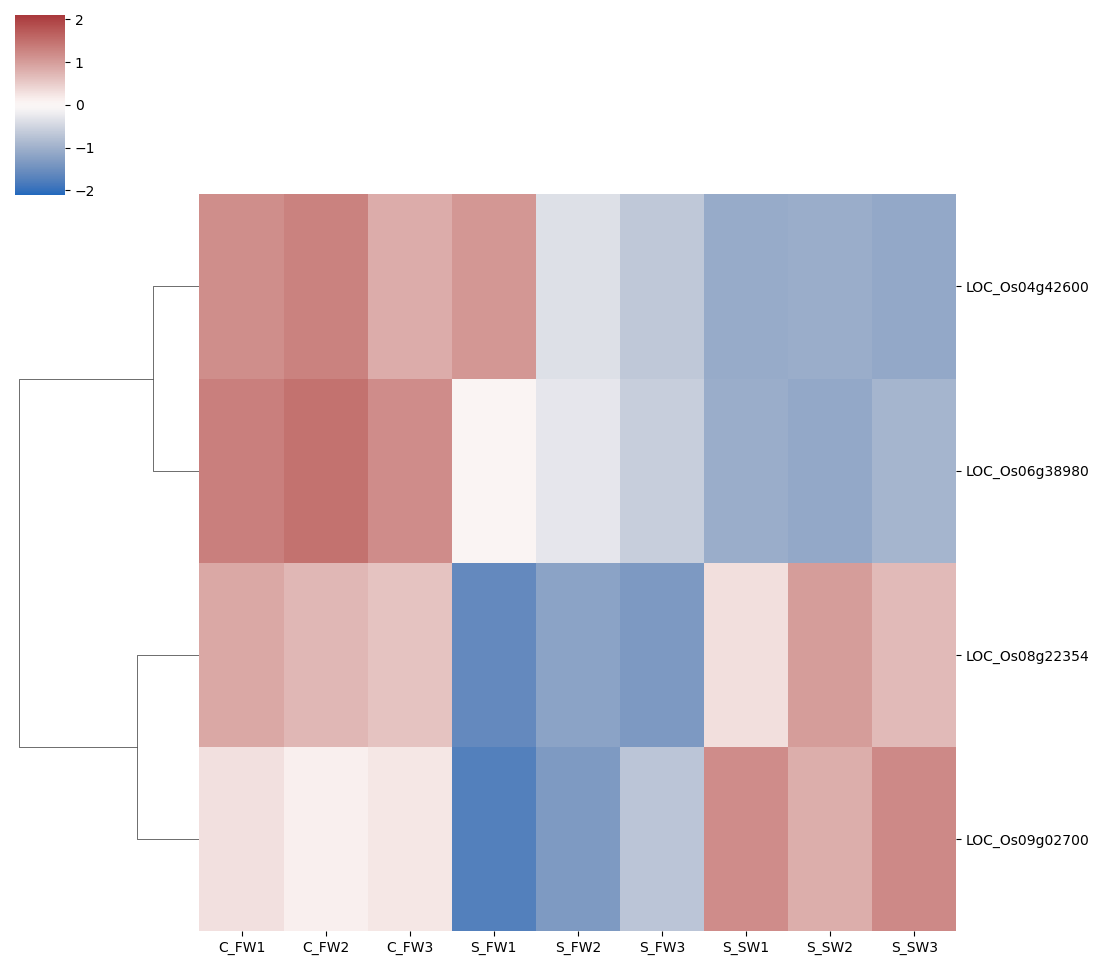 2
1
0
−1
−2
LOC_Os04g42600
LOC_Os06g38980
LOC_Os08g22354
LOC_Os09g02700
C_FW1 C_FW2 C_FW3 S_FW1 S_FW2 S_FW3 S_SW1 S_SW2 S_SW3